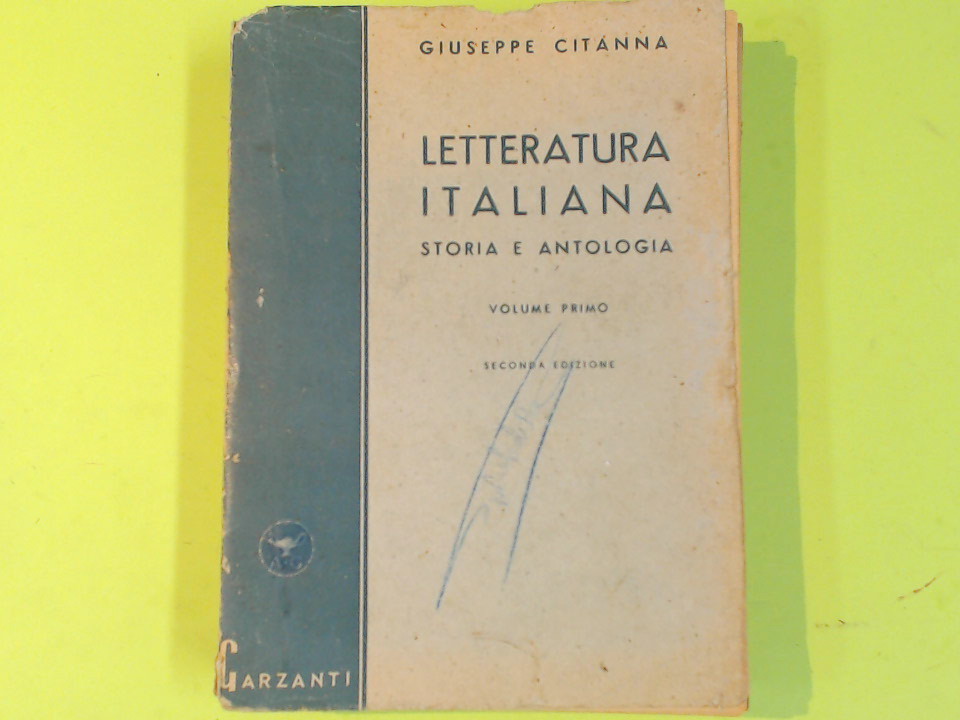 GIUSEPPE CITANNA
LETTERATURA
ITALIANA
STORIA E ANTOLOGIA
VOLUME PRIMO
SECONDA EDIZIONE
GARZANTI